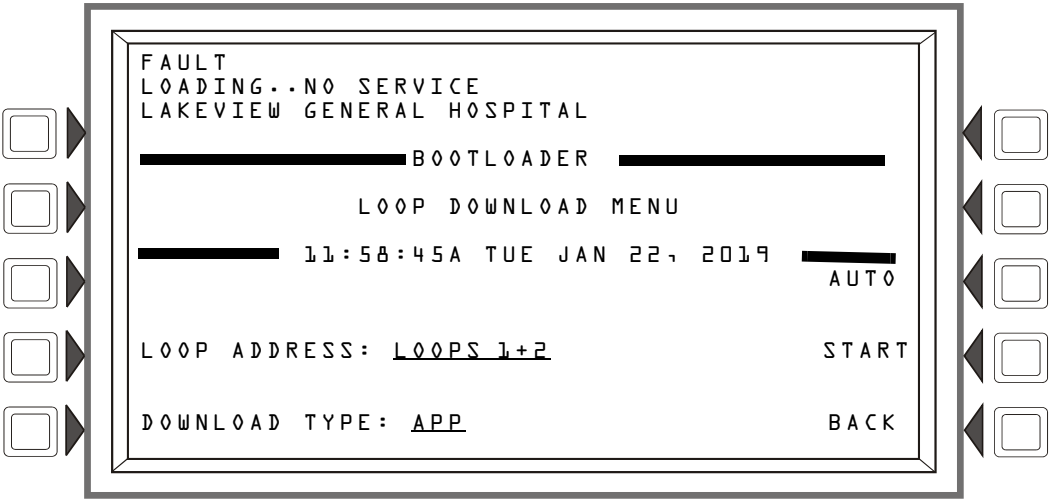 FAULT
LOADING..NO SERVICE
LAKEVIEW GENERAL HOSPITAL
BOOTLOADER
LOOP DOWNLOAD MENU
11:58:45A TUE JAN 22, 2019
AUTO
LOOP ADDRESS: LOOPS 1+2 START
DOWNLOAD TYPE: APP BACK